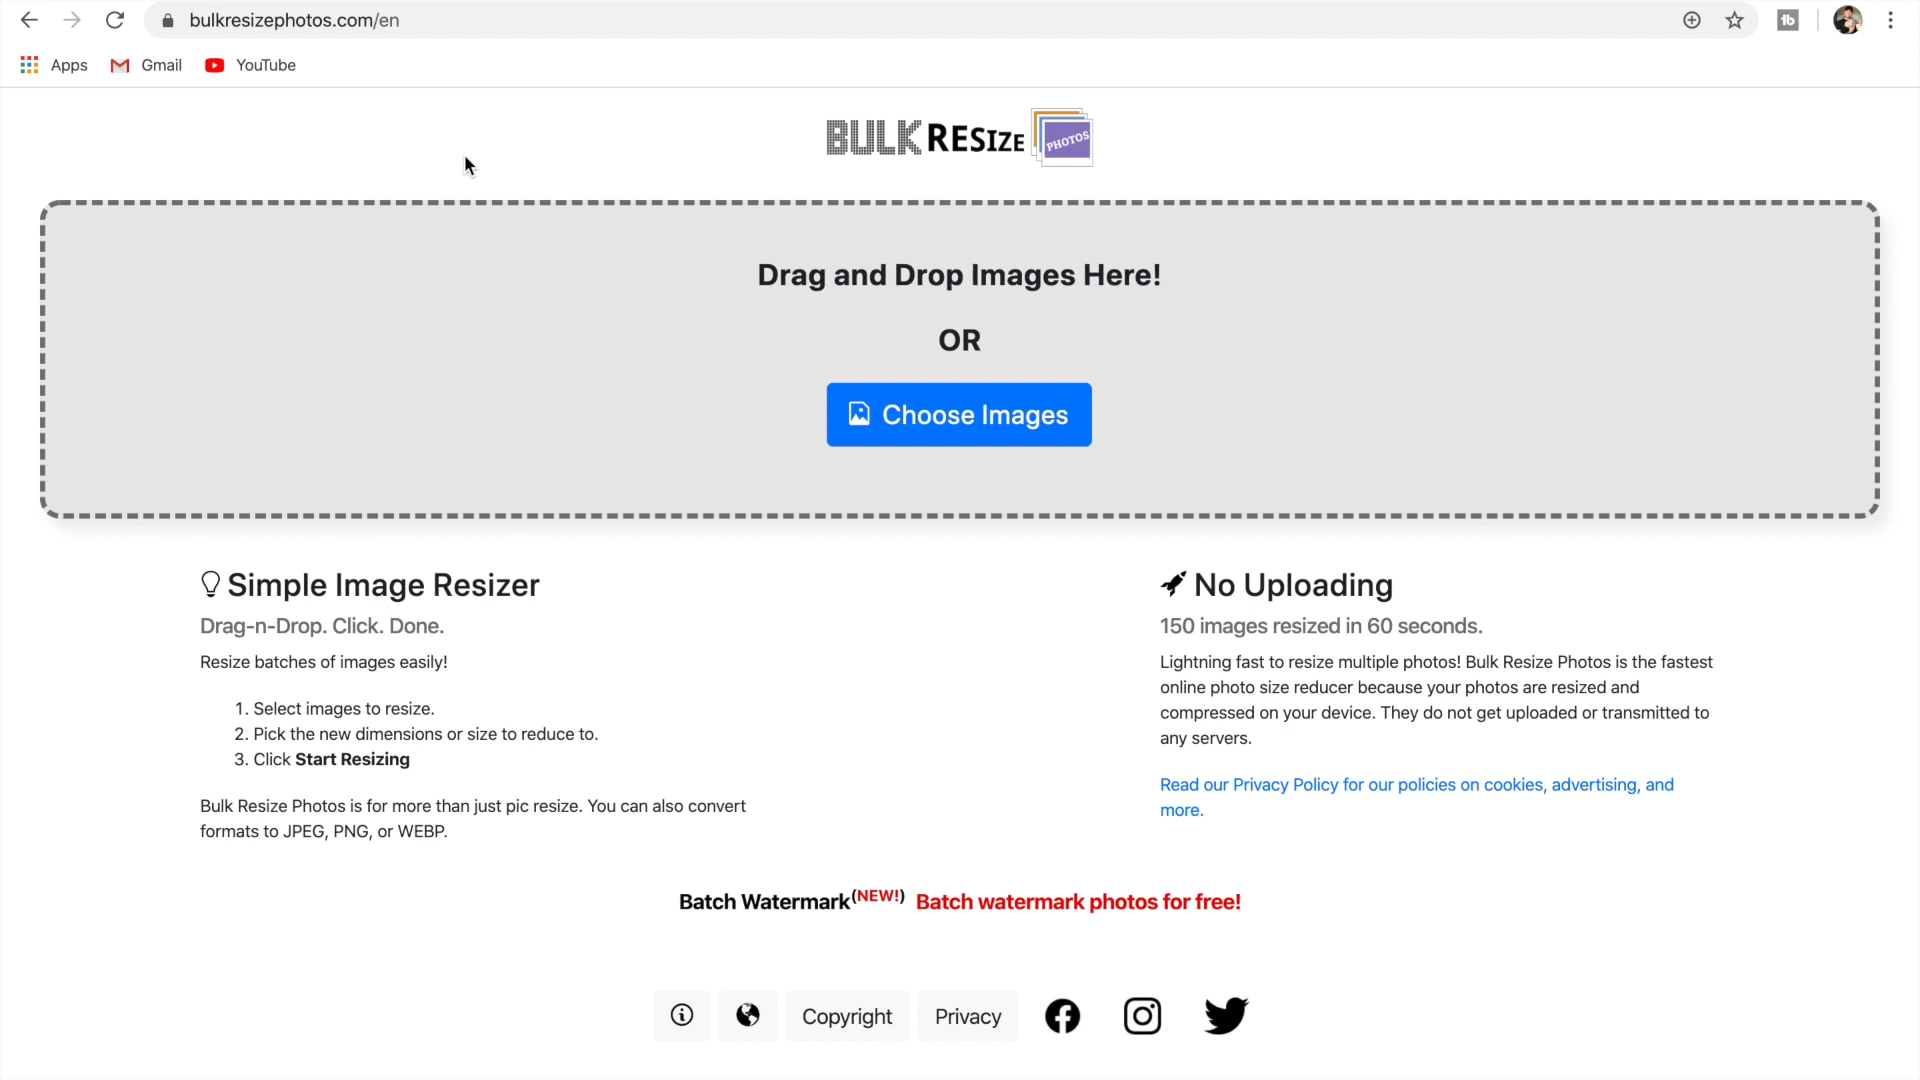 bulkresizephotos.com/en
Apps Gmail YouTube
BULK RESIZE PHOTOS
Drag and Drop Images Here!
OR
Choose Images
Simple Image Resizer
Drag-n-Drop. Click. Done.
Resize batches of images easily!
1. Select images to resize.
2. Pick the new dimensions or size to reduce to.
3. Click Start Resizing
Bulk Resize Photos is for more than just pic resize. You can also convert
formats to JPEG, PNG, or WEBP.
No Uploading
150 images resized in 60 seconds.
Lightning fast to resize multiple photos! Bulk Resize Photos is the fastest
online photo size reducer because your photos are resized and
compressed on your device. They do not get uploaded or transmitted to
any servers.
Read our Privacy Policy for our policies on cookies, advertising, and
more.
Batch Watermark(NEW!) Batch watermark photos for free!
Copyright Privacy